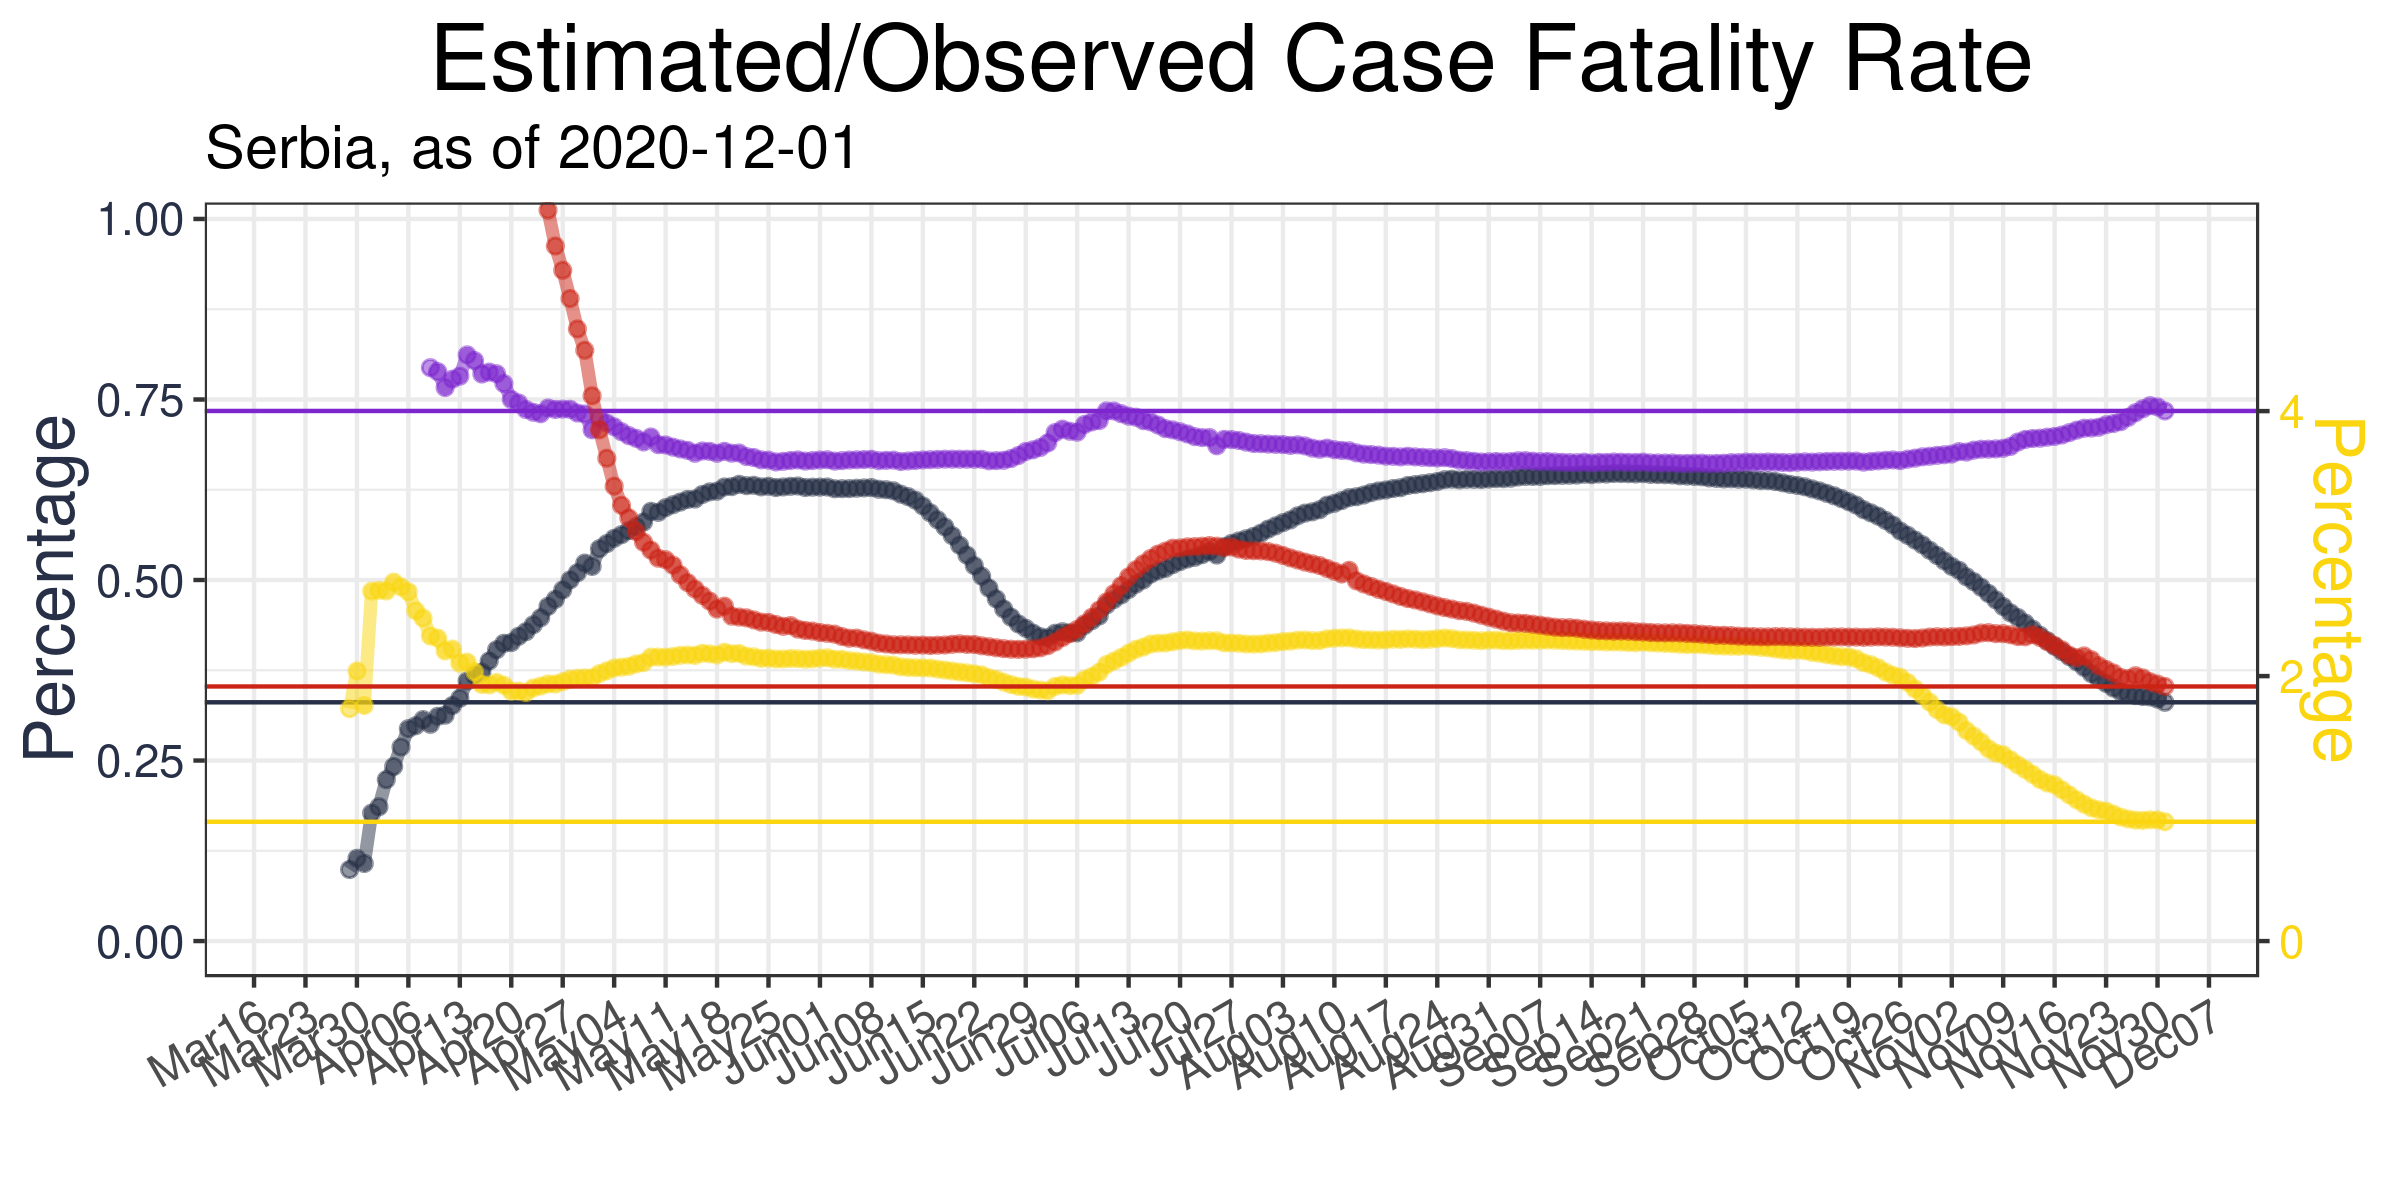 Estimated/Observed Case Fatality Rate
Serbia, as of 2020-12-01
Percentage
1.00
0.75
0.50
0.25
0.00
4
2
0
Percentage
Mar16
Mar23
Mar30
Apr06
Apr13
Apr20
Apr27
May04
May11
May18
May25
Jun01
Jun08
Jun15
Jun22
Jun29
Jul06
Jul13
Jul20
Jul27
Aug03
Aug10
Aug17
Aug24
Aug31
Sep07
Sep14
Sep21
Sep28
Oct05
Oct12
Oct19
Oct26
Nov02
Nov09
Nov16
Nov23
Nov30
Dec07